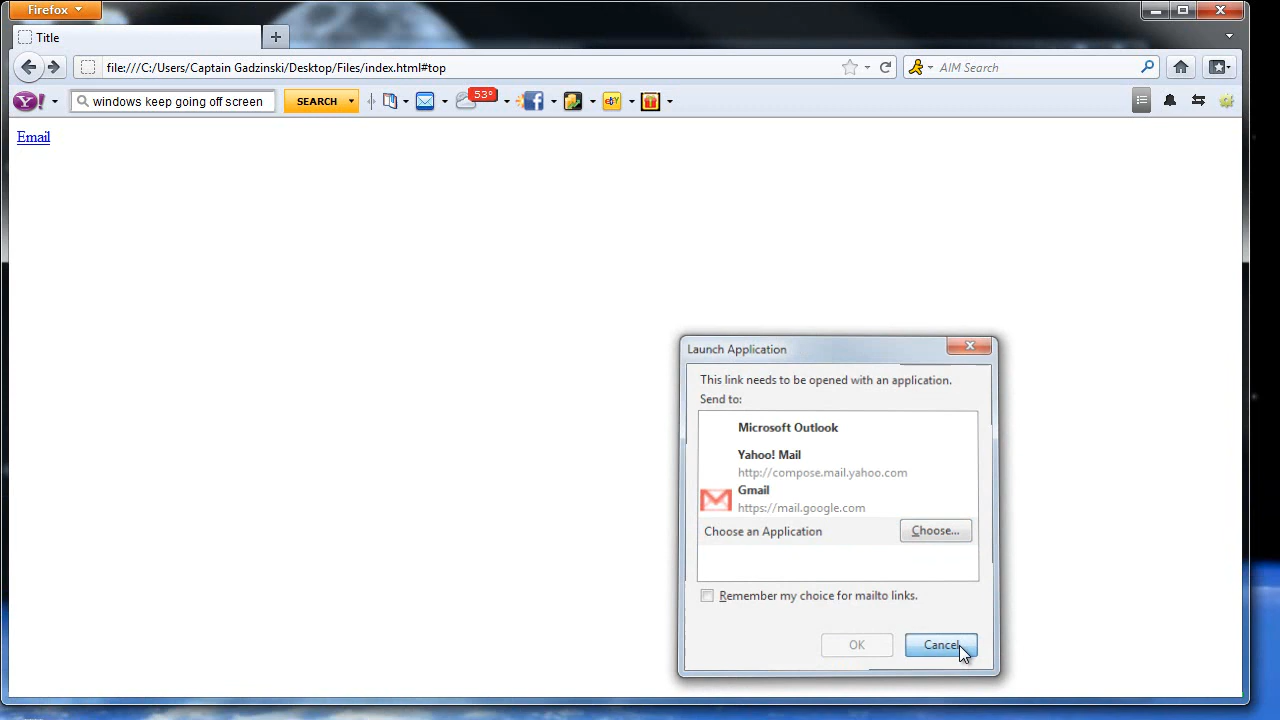 Firefox
Title
file:///C:/Users/Captain Gadzinski/Desktop/Files/index.html#top
AIM Search
Y!
windows keep going off screen
SEARCH
53°
f
ebY
Email
Launch Application
This link needs to be opened with an application.
Send to:
Microsoft Outlook
Yahoo! Mail
http://compose.mail.yahoo.com
Gmail
https://mail.google.com
Choose an Application
Choose...
Remember my choice for mailto links.
OK
Cancel